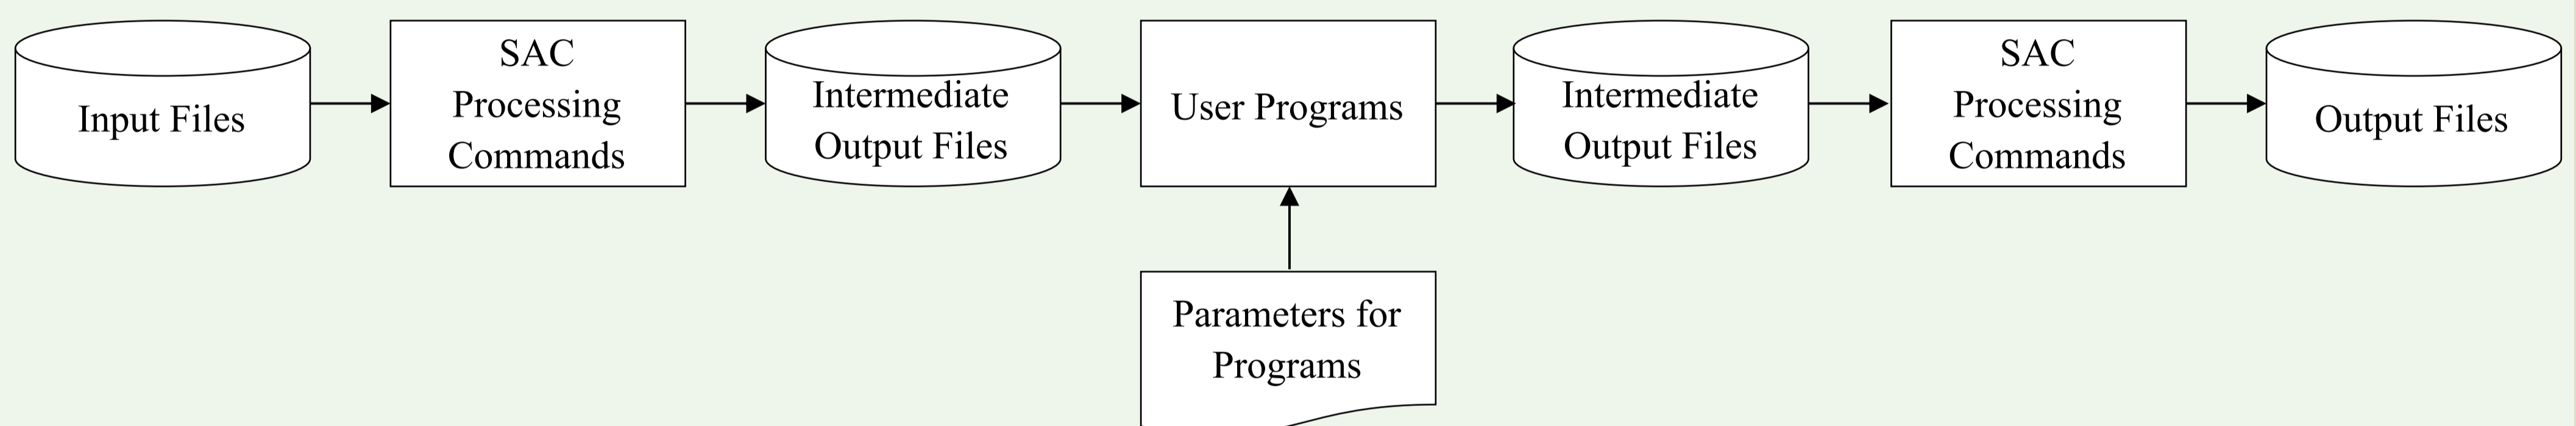 Input Files
SAC
Processing
Commands
Intermediate
Output Files
User Programs
Intermediate
Output Files
SAC
Processing
Commands
Output Files
Parameters for
Programs